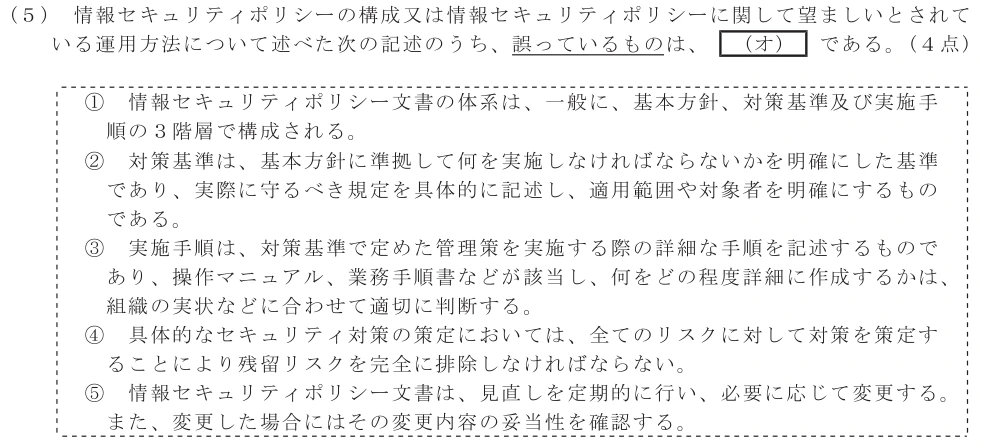 （５） 情報セキュリティポリシーの構成又は情報セキュリティポリシーに関して望ましいとされて
いる運用方法について述べた次の記述のうち、誤っているものは、 （オ） である。（４点）
① 情報セキュリティポリシー文書の体系は、一般に、基本方針、対策基準及び実施手
順の３階層で構成される。
② 対策基準は、基本方針に準拠して何を実施しなければならないかを明確にした基準
であり、実際に守るべき規定を具体的に記述し、適用範囲や対象者を明確にするもの
である。
③ 実施手順は、対策基準で定めた管理策を実施する際の詳細な手順を記述するもので
あり、操作マニュアル、業務手順書などが該当し、何をどの程度詳細に作成するかは、
組織の実状などに合わせて適切に判断する。
④ 具体的なセキュリティ対策の策定においては、全てのリスクに対して対策を策定す
ることにより残留リスクを完全に排除しなければならない。
⑤ 情報セキュリティポリシー文書は、見直しを定期的に行い、必要に応じて変更する。
また、変更した場合にはその変更内容の妥当性を確認する。